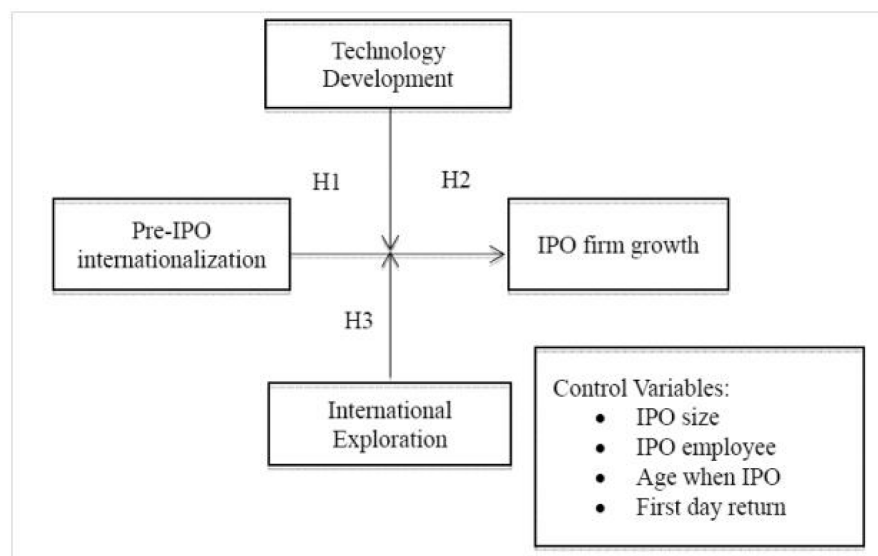 Technology
Development
H1
H2
Pre-IPO
internationalization
IPO firm growth
H3
International
Exploration
Control Variables:
• IPO size
• IPO employee
• Age when IPO
• First day return